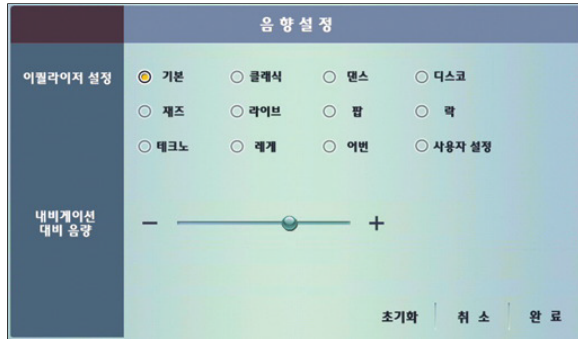 음향설정
이퀄라이저 설정
기본 클래식 댄스 디스코
재즈 라이브 팝 락
테크노 레게 어번 사용자 설정
내비게이션
대비 음량
− +
초기화 취소 완료